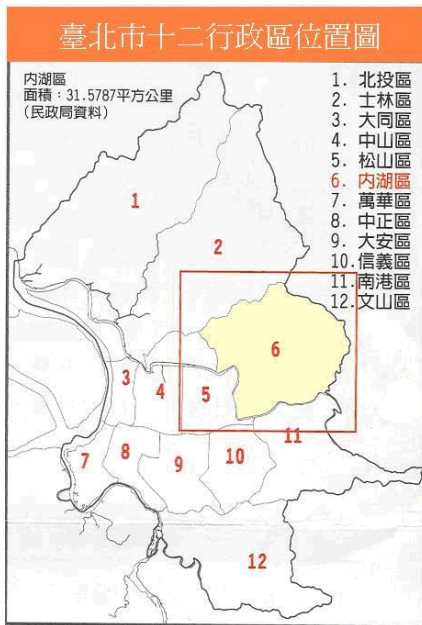 臺北市十二行政區位置圖
内湖區
面積：31.5787平方公里
（民政局資料）
1. 北投區
2. 士林區
3. 大同區
4. 中山區
5. 松山區
6. 内湖區
7. 萬華區
8. 中正區
9. 大安區
10. 信義區
11. 南港區
12. 文山區
1
2
6
3
4
5
11
7
8
9
10
12